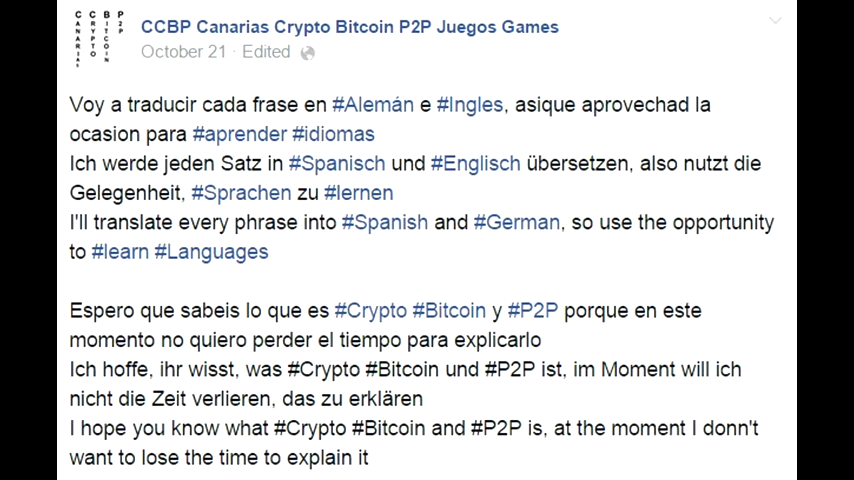 CANARIAS CRYPTO BITCOIN P2P
CCBP Canarias Crypto Bitcoin P2P Juegos Games
October 21 · Edited
Voy a traducir cada frase en #Alemán e #Ingles, asique aprovechad la
ocasion para #aprender #idiomas
Ich werde jeden Satz in #Spanisch und #Englisch übersetzen, also nutzt die
Gelegenheit, #Sprachen zu #lernen
I'll translate every phrase into #Spanish and #German, so use the opportunity
to #learn #Languages
Espero que sabeis lo que es #Crypto #Bitcoin y #P2P porque en este
momento no quiero perder el tiempo para explicarlo
Ich hoffe, ihr wisst, was #Crypto #Bitcoin und #P2P ist, im Moment will ich
nicht die Zeit verlieren, das zu erklären
I hope you know what #Crypto #Bitcoin and #P2P is, at the moment I donn't
want to lose the time to explain it